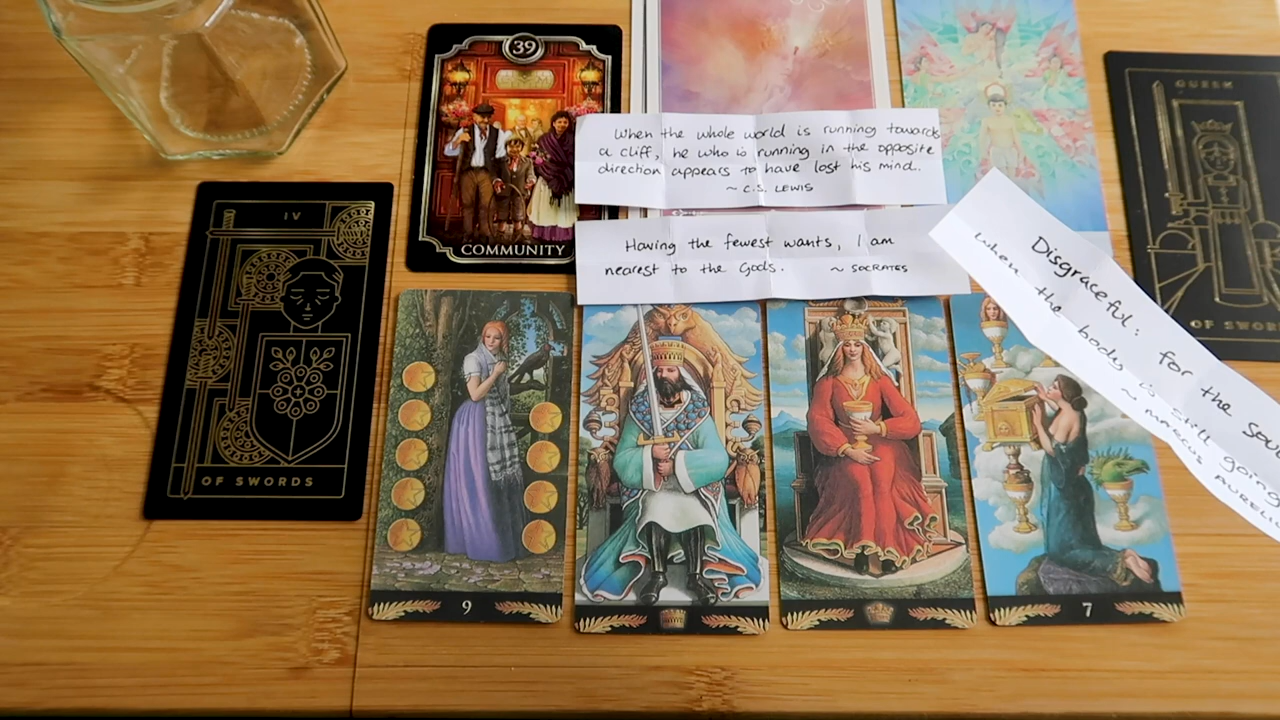 39
COMMUNITY
When the whole world is running towards
a cliff, he who is running in the opposite
direction appears to have lost his mind.
~ C.S. LEWIS
Having the fewest wants, I am
nearest to the Gods. ~ SOCRATES
Disgraceful: for the soul
when the body is still going
~ MARCUS AURELI
QUEEN
OF SWOR
IV
OF SWORDS
9
7